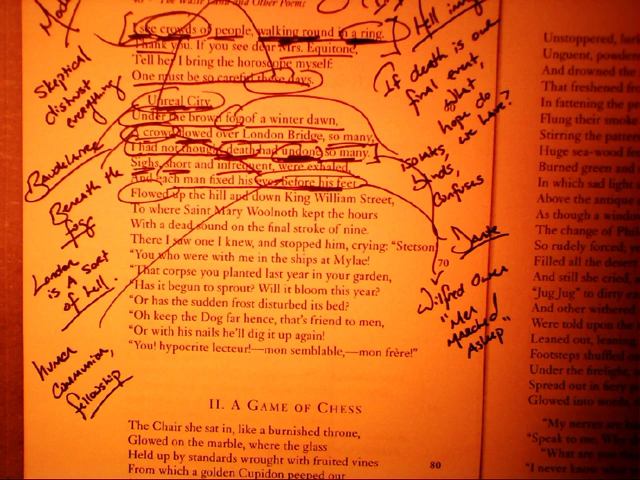 The Waste Land and Other Poems
I see crowds of people, walking round in a ring.
Thank you. If you see dear Mrs. Equitone,
Tell her I bring the horoscope myself:
One must be so careful these days.
Unreal City,
Under the brown fog of a winter dawn,
A crowd flowed over London Bridge, so many,
I had not thought death had undone so many.
Sighs, short and infrequent, were exhaled,
And each man fixed his eyes before his feet.
Flowed up the hill and down King William Street,
To where Saint Mary Woolnoth kept the hours
With a dead sound on the final stroke of nine.
There I saw one I knew, and stopped him, crying: "Stetson!
"You who were with me in the ships at Mylae!
70
"That corpse you planted last year in your garden,
"Has it begun to sprout? Will it bloom this year?
"Or has the sudden frost disturbed its bed?
"Oh keep the Dog far hence, that's friend to men,
"Or with his nails he'll dig it up again!
"You! hypocrite lecteur!—mon semblable,—mon frère!"
II. A GAME OF CHESS
The Chair she sat in, like a burnished throne,
Glowed on the marble, where the glass
Held up by standards wrought with fruited vines
80
From which a golden Cupidon peeped out
Skeptical
distrust
everything
Baudelaire
Beneath the
fog
London
is A sort
of hell.
human
communion,
fellowship
Hell
If death is our
final event,
what
hope do
we have?
isolates,
blinds,
confuses
Dante
Wilfred Owen
"Men
marched
Asleep"
Unstoppered, lurk
Unguent, powdere
And drowned the
That freshened fr
In fattening the p
Flung their smoke
Stirring the patter
Huge sea-wood fe
Burned green and
In which sad light
Above the antique
As though a windo
The change of Phil
So rudely forced, y
Filled all the desert
And still she cried, a
"Jug Jug" to dirty ea
And other withered
Were told upon the
Leaned out, leaning
Footsteps shuffled o
Under the firelight, u
Spread out in fiery p
Glowed into words,
"My nerves are b
"Speak to me. Why d
"What are you th
"I never know what